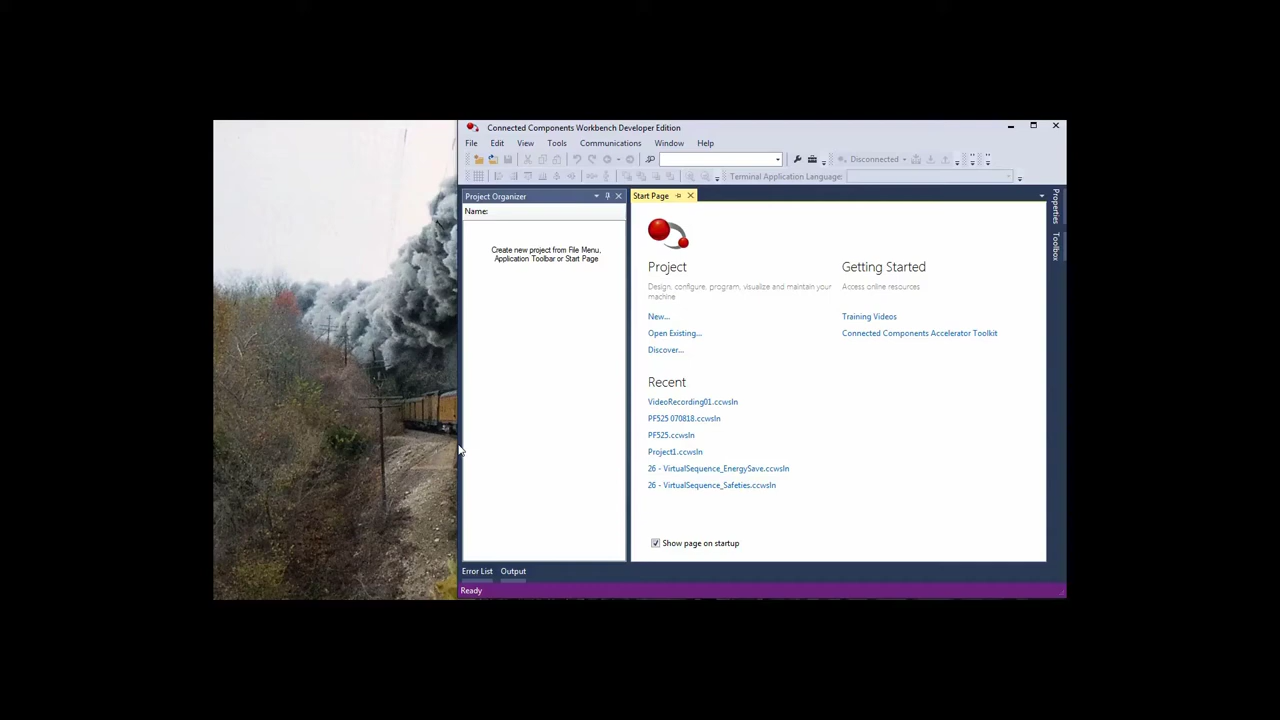 Connected Components Workbench Developer Edition
File Edit View Tools Communications Window Help
Disconnected
Terminal Application Language:
Project Organizer
Start Page
Name:
Create new project from File Menu,
Application Toolbar or Start Page
Project
Design, configure, program, visualize and maintain your
machine
New...
Open Existing...
Discover...
Getting Started
Access online resources
Training Videos
Connected Components Accelerator Toolkit
Recent
VideoRecording01.ccwsln
PF525 070818.ccwsln
PF525.ccwsln
Project1.ccwsln
26 - VirtualSequence_EnergySave.ccwsln
26 - VirtualSequence_Safeties.ccwsln
Show page on startup
Properties
Toolbox
Error List Output
Ready